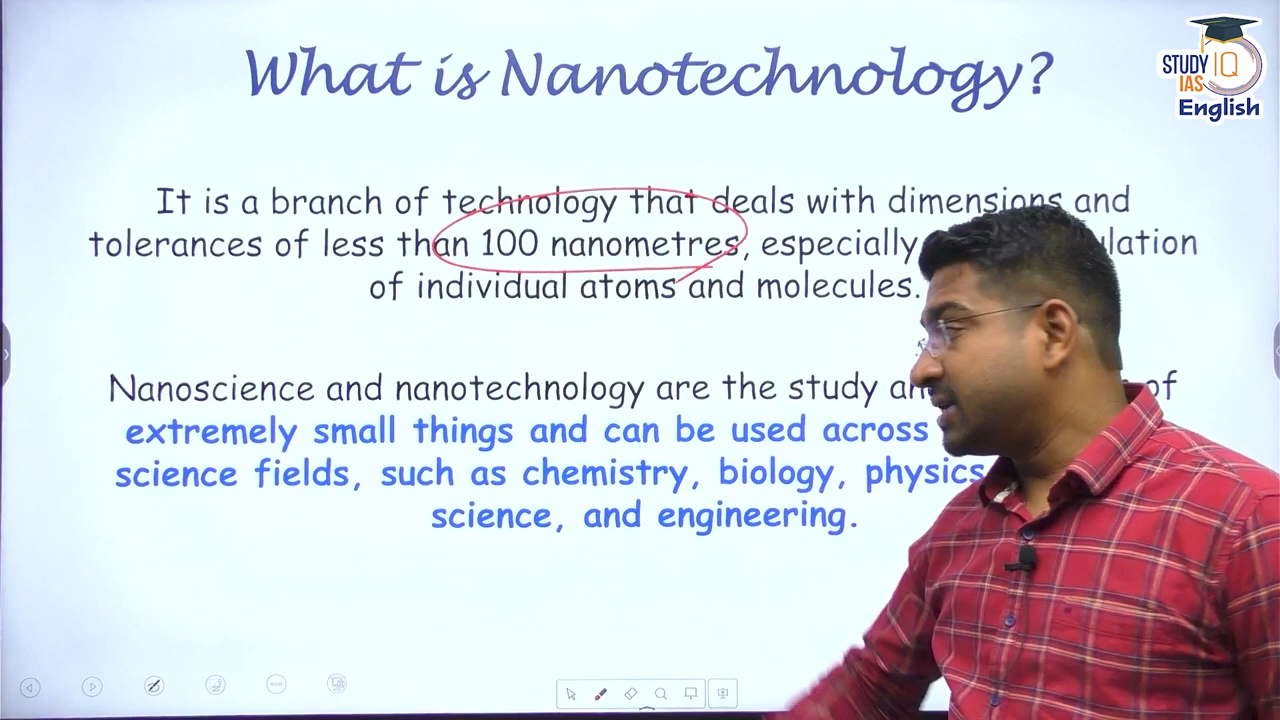 What is Nanotechnology?
STUDY IQ
IAS
English
It is a branch of technology that deals with dimensions and
tolerances of less than 100 nanometres, especially
of individual atoms and molecules.
Nanoscience and nanotechnology are the study of
extremely small things and can be used across
science fields, such as chemistry, biology, physics
science, and engineering.